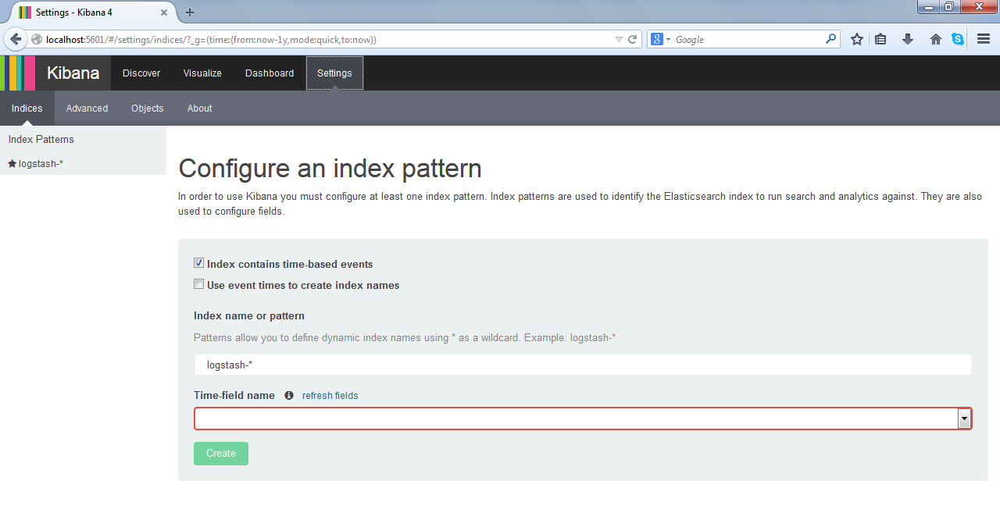 Settings - Kibana 4
localhost:5601/#/settings/indices/?_g=(time:(from:now-1y,mode:quick,to:now))
Google
Kibana Discover Visualize Dashboard Settings
Indices Advanced Objects About
Index Patterns
logstash-*
Configure an index pattern
In order to use Kibana you must configure at least one index pattern. Index patterns are used to identify the Elasticsearch index to run search and analytics against. They are also
used to configure fields.
Index contains time-based events
Use event times to create index names
Index name or pattern
Patterns allow you to define dynamic index names using * as a wildcard. Example: logstash-*
logstash-*
Time-field name refresh fields
Create